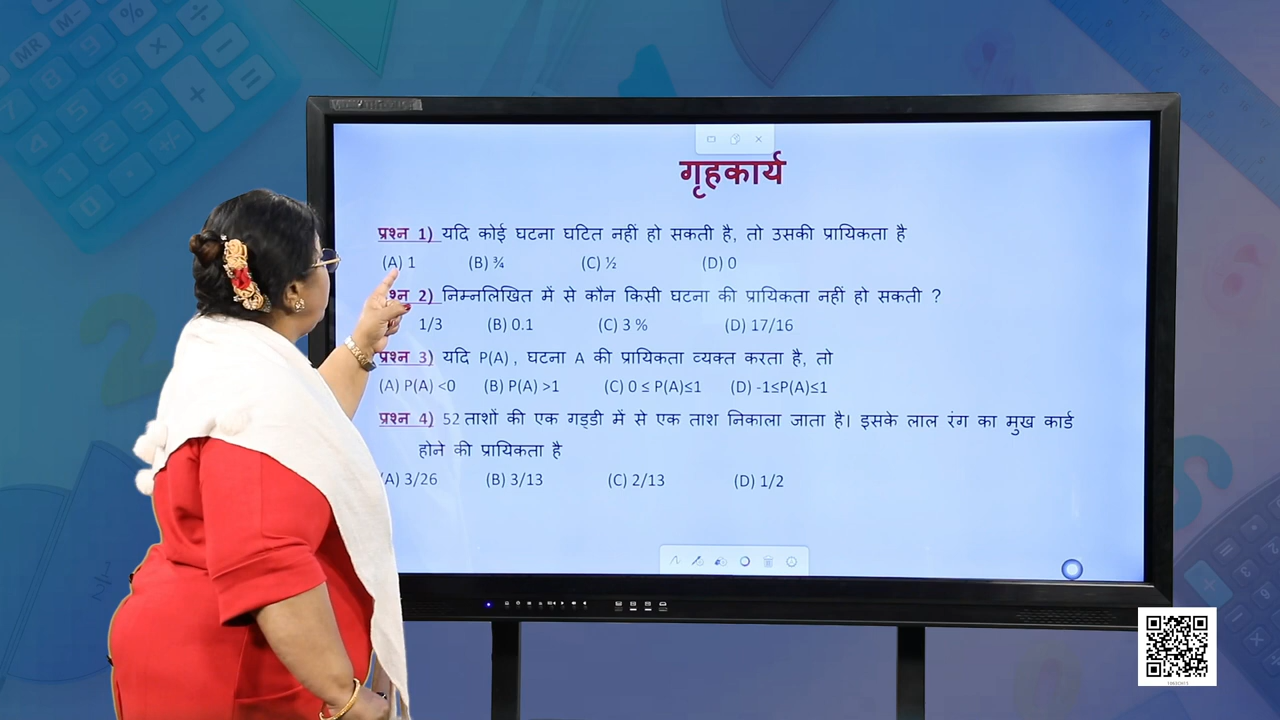 गृहकार्य
प्रश्न 1) यदि कोई घटना घटित नहीं हो सकती है, तो उसकी प्रायिकता है
(A) 1 (B) ¾ (C) ½ (D) 0
श्न 2) निम्नलिखित में से कौन किसी घटना की प्रायिकता नहीं हो सकती ?
1/3 (B) 0.1 (C) 3 % (D) 17/16
प्रश्न 3) यदि P(A) , घटना A की प्रायिकता व्यक्त करता है, तो
(A) P(A) <0 (B) P(A) >1 (C) 0 ≤ P(A)≤1 (D) -1≤P(A)≤1
प्रश्न 4) 52 ताशों की एक गड्डी में से एक ताश निकाला जाता है। इसके लाल रंग का मुख कार्ड
होने की प्रायिकता है
A) 3/26 (B) 3/13 (C) 2/13 (D) 1/2